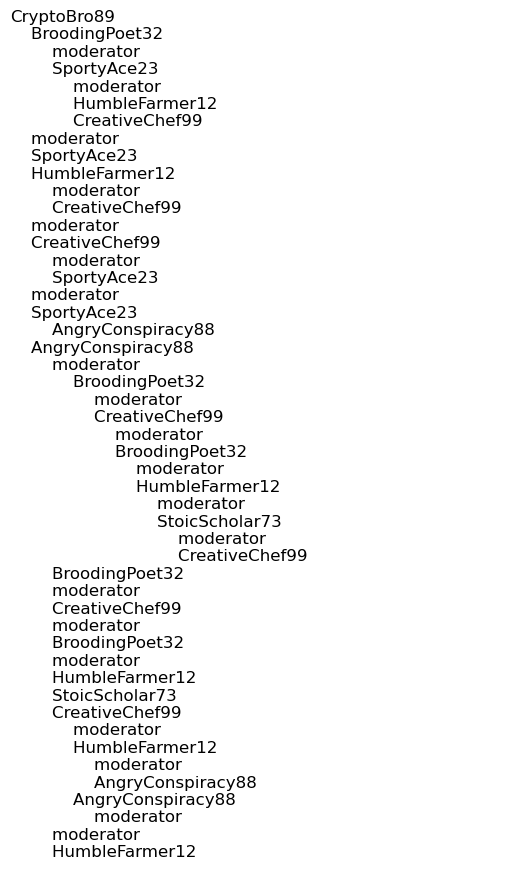 CryptoBro89
BroodingPoet32
moderator
SportyAce23
moderator
HumbleFarmer12
CreativeChef99
moderator
SportyAce23
HumbleFarmer12
moderator
CreativeChef99
moderator
CreativeChef99
moderator
SportyAce23
moderator
SportyAce23
AngryConspiracy88
AngryConspiracy88
moderator
BroodingPoet32
moderator
CreativeChef99
moderator
BroodingPoet32
moderator
HumbleFarmer12
moderator
StoicScholar73
moderator
CreativeChef99
BroodingPoet32
moderator
CreativeChef99
moderator
BroodingPoet32
moderator
HumbleFarmer12
StoicScholar73
CreativeChef99
moderator
HumbleFarmer12
moderator
AngryConspiracy88
AngryConspiracy88
moderator
moderator
HumbleFarmer12